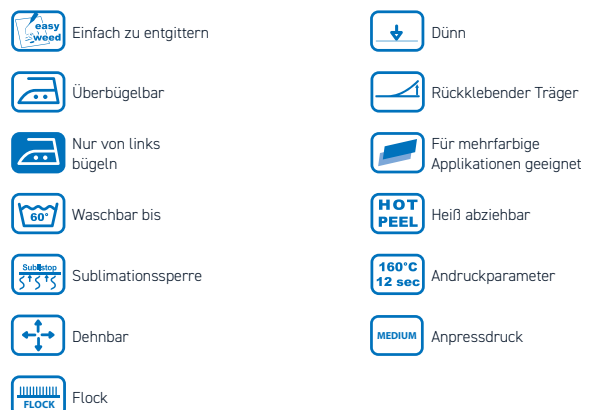 easy
weed
Einfach zu entgittern
Überbügelbar
Nur von links
bügeln
60°
Waschbar bis
Sublistop
Sublimationssperre
Dehnbar
FLOCK
Flock
Dünn
Rückklebender Träger
Für mehrfarbige
Applikationen geeignet
HOT
PEEL
Heiß abziehbar
160°C
12 sec
Andruckparameter
MEDIUM
Anpressdruck